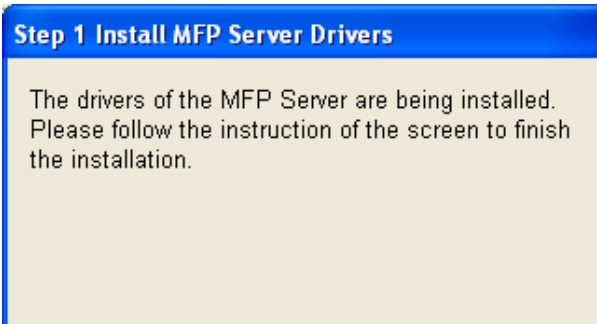 Step 1 Install MFP Server Drivers
The drivers of the MFP Server are being installed.
Please follow the instruction of the screen to finish
the installation.